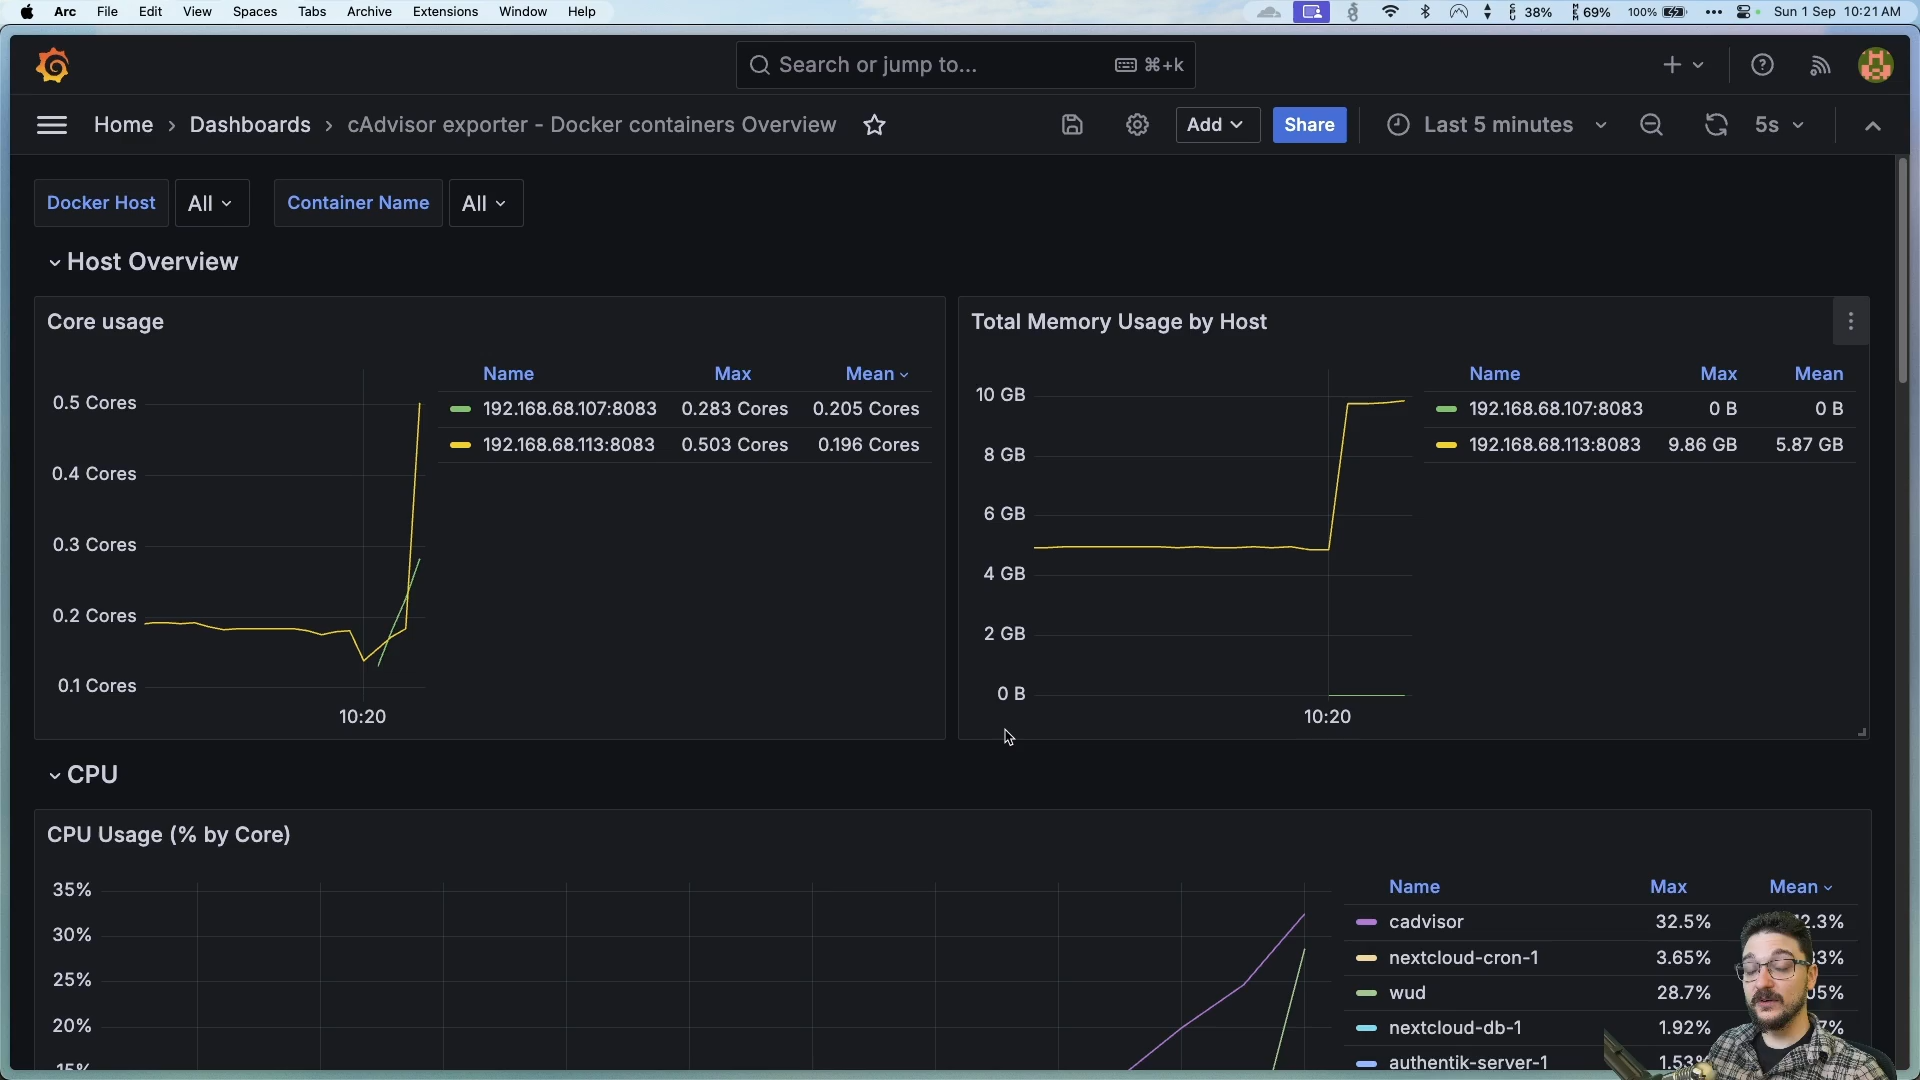 Arc File Edit View Spaces Tabs Archive Extensions Window Help 38% 69% 100% Sun 1 Sep 10:21 AM
Search or jump to... ⌘+k
Home › Dashboards › cAdvisor exporter - Docker containers Overview Add Share Last 5 minutes 5s
Docker Host All Container Name All
Host Overview
Core usage
Name Max Mean
192.168.68.107:8083 0.283 Cores 0.205 Cores
192.168.68.113:8083 0.503 Cores 0.196 Cores
0.5 Cores
0.4 Cores
0.3 Cores
0.2 Cores
0.1 Cores
10:20
Total Memory Usage by Host
Name Max Mean
192.168.68.107:8083 0 B 0 B
192.168.68.113:8083 9.86 GB 5.87 GB
10 GB
8 GB
6 GB
4 GB
2 GB
0 B
10:20
CPU
CPU Usage (% by Core)
35%
30%
25%
20%
15%
Name Max Mean
cadvisor 32.5%
nextcloud-cron-1 3.65%
wud 28.7%
nextcloud-db-1 1.92%
authentik-server-1 1.53%